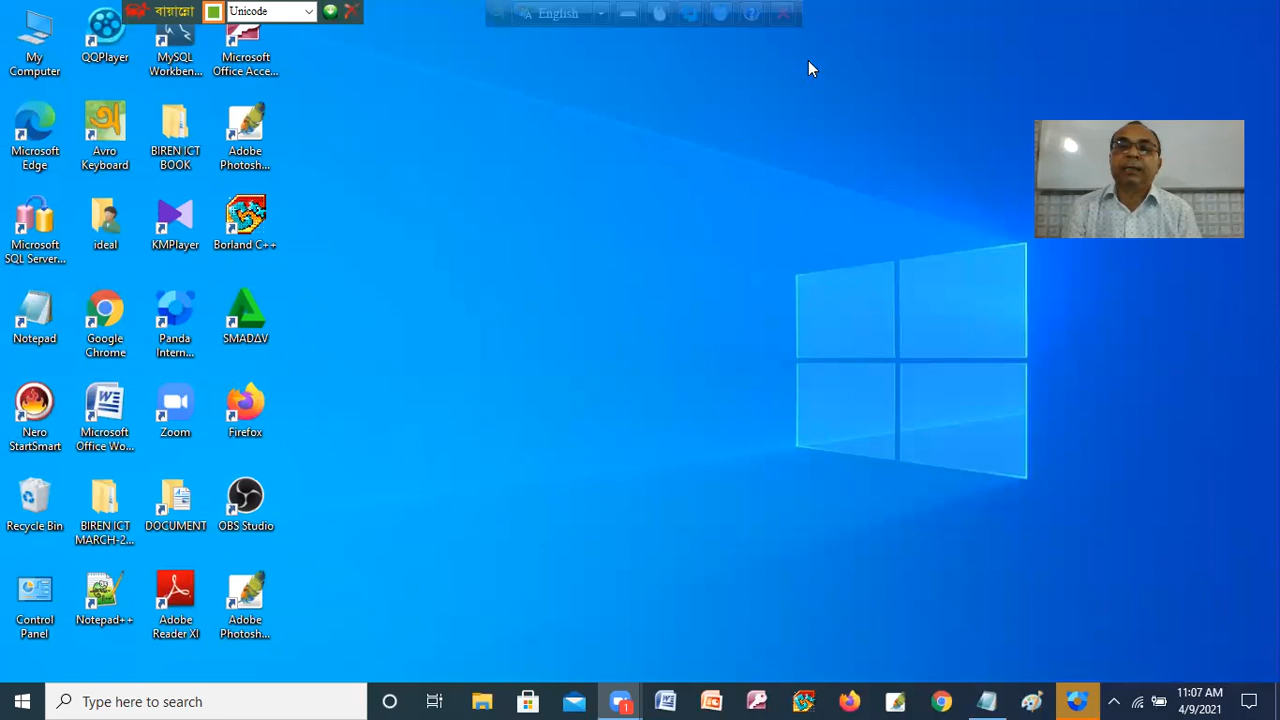 বায়ান্নো
Unicode
English
My
Computer
QQPlayer
MySQL
Workben...
Microsoft
Office Acce...
Microsoft
Edge
Avro
Keyboard
BIREN ICT
BOOK
Adobe
Photosh...
Microsoft
SQL Server...
ideal
KMPlayer
Borland C++
Notepad
Google
Chrome
Panda
Intern...
SMADΔV
Nero
StartSmart
Microsoft
Office Wo...
Zoom
Firefox
Recycle Bin
BIREN ICT
MARCH-2...
DOCUMENT
OBS Studio
Control
Panel
Notepad++
Adobe
Reader XI
Adobe
Photosh...
Type here to search
1
11:07 AM
4/9/2021